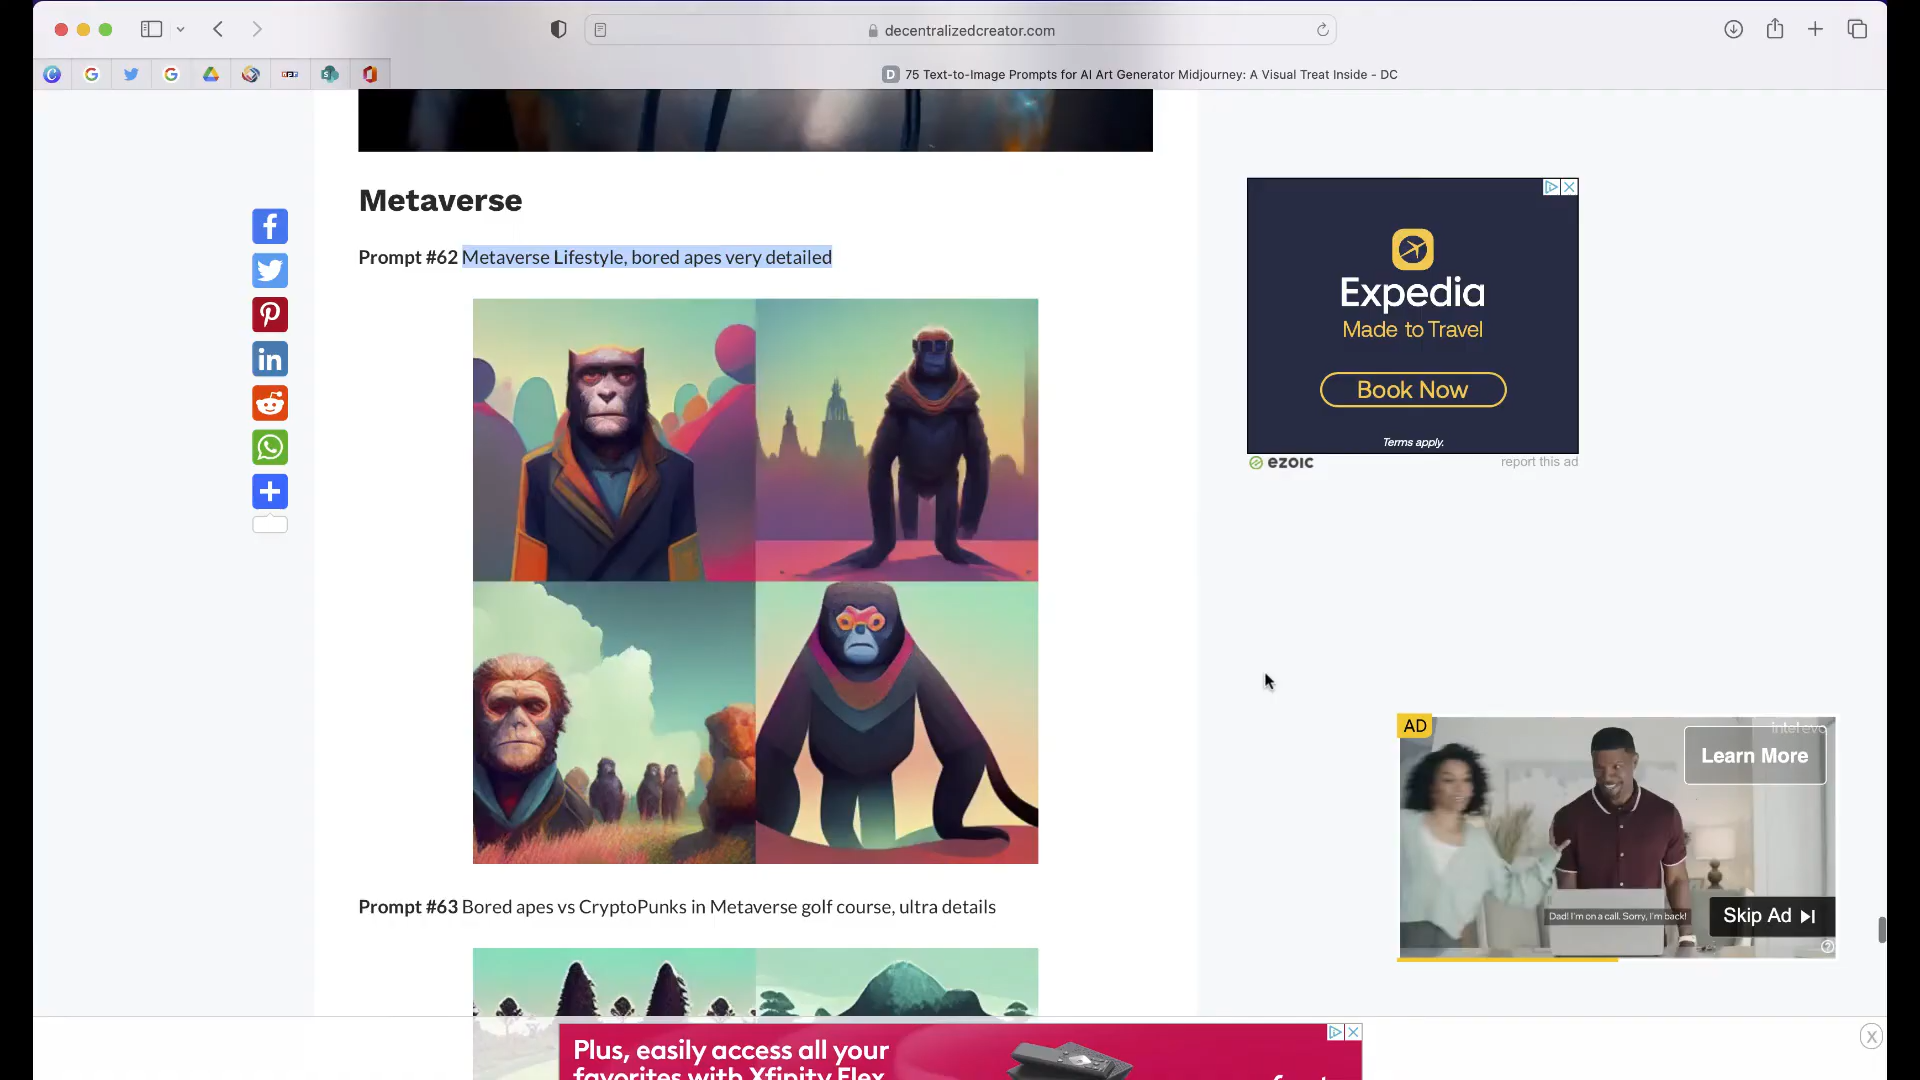 decentralizedcreator.com
npr
S
D 75 Text-to-Image Prompts for AI Art Generator Midjourney: A Visual Treat Inside - DC
Metaverse
Prompt #62 Metaverse Lifestyle, bored apes very detailed
Expedia
Made to Travel
Book Now
Terms apply.
ezoic
report this ad
AD
intel evo
Learn More
Dad! I'm on a call. Sorry, I'm back!
Skip Ad
Prompt #63 Bored apes vs CryptoPunks in Metaverse golf course, ultra details
Plus, easily access all your
favorites with Xfinity Flex
X